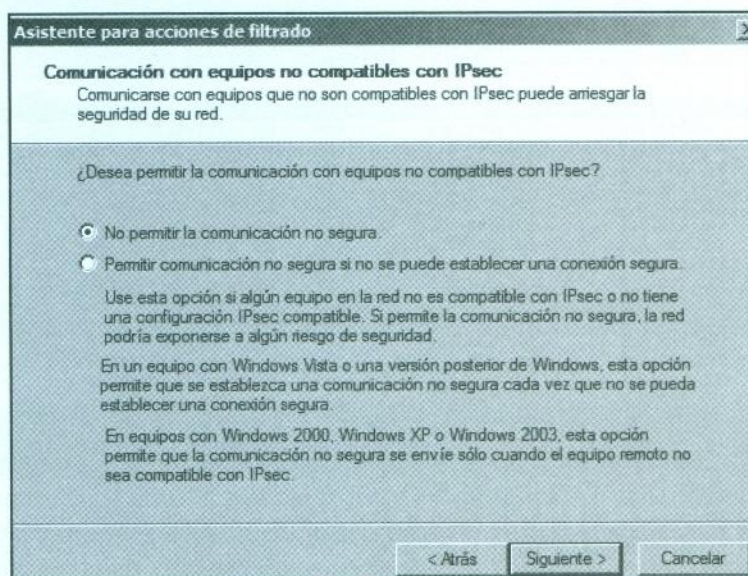 Asistente para acciones de filtrado
Comunicación con equipos no compatibles con IPsec
Comunicarse con equipos que no son compatibles con IPsec puede arriesgar la
seguridad de su red.
¿Desea permitir la comunicación con equipos no compatibles con IPsec?
No permitir la comunicación no segura.
Permitir comunicación no segura si no se puede establecer una conexión segura.
Use esta opción si algún equipo en la red no es compatible con IPsec o no tiene
una configuración IPsec compatible. Si permite la comunicación no segura, la red
podría exponerse a algún riesgo de seguridad.
En un equipo con Windows Vista o una versión posterior de Windows, esta opción
permite que se establezca una comunicación no segura cada vez que no se pueda
establecer una conexión segura.
En equipos con Windows 2000, Windows XP o Windows 2003, esta opción
permite que la comunicación no segura se envíe sólo cuando el equipo remoto no
sea compatible con IPsec.
< Atrás
Siguiente >
Cancelar